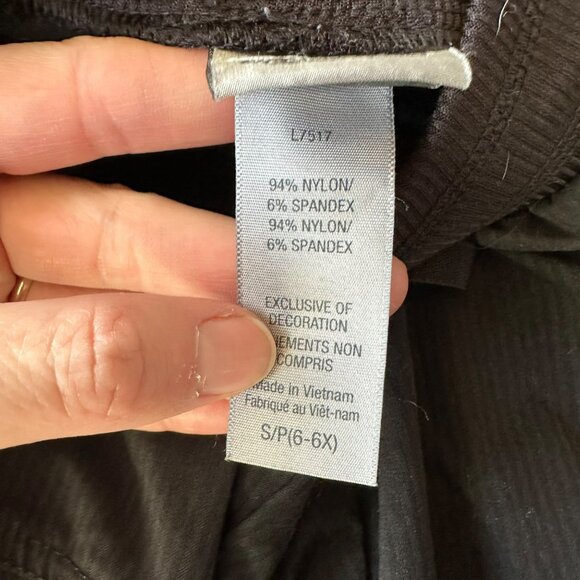 L7517
94% NYLON/
6% SPANDEX
94% NYLON/
6% SPANDEX
EXCLUSIVE OF
DECORATION
NON
COMPRIS
Made in Vietnam
Fabriqué au Viêt-nam
S/P(6-6X)